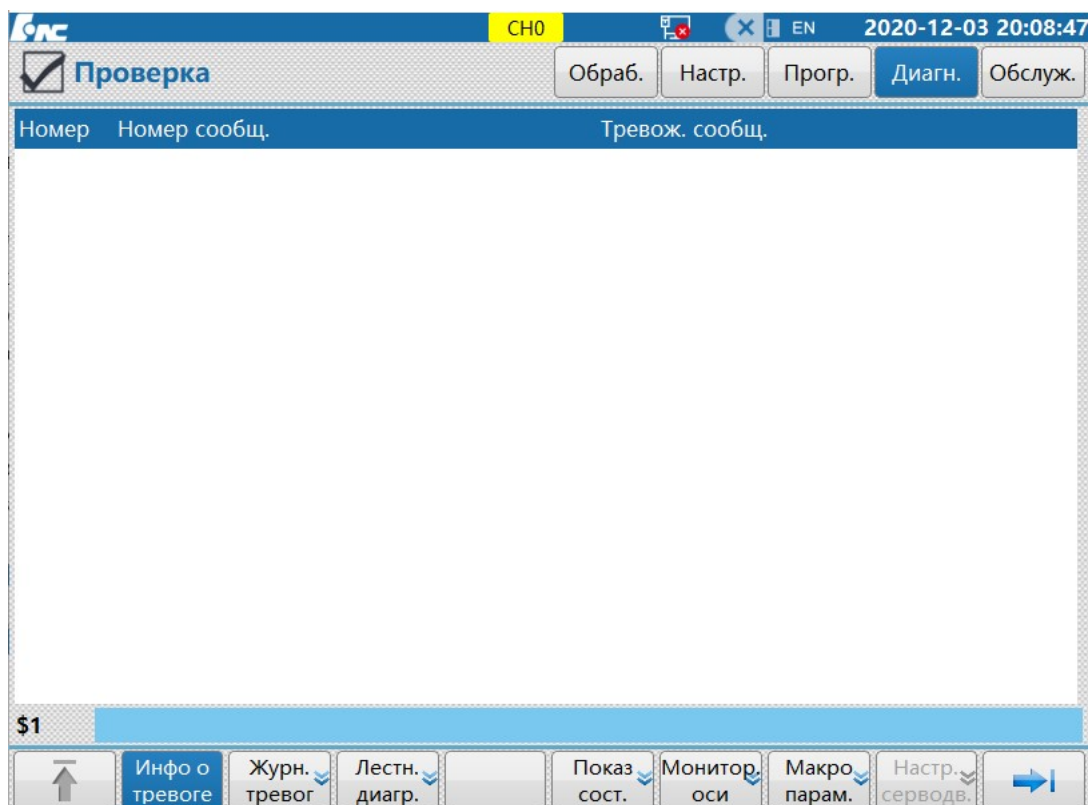 CH0 EN 2020-12-03 20:08:47
Проверка Обраб. Настр. Прогр. Диагн. Обслуж.
Номер Номер сообщ. Тревож. сообщ.
$1
Инфо о тревоге
Журн. тревог
Лестн. диагр.
Показ сост.
Монитор. оси
Макро парам.
Настр. серводв.